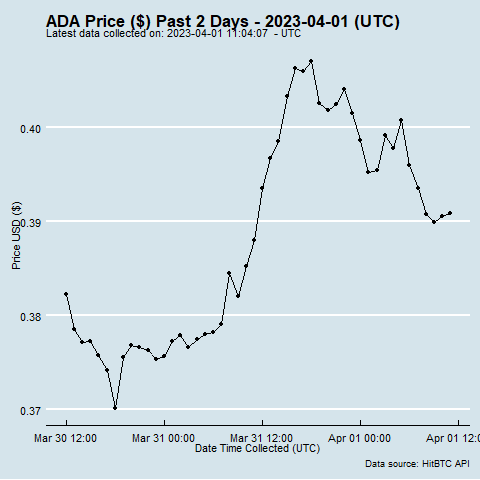 ADA Price ($) Past 2 Days - 2023-04-01 (UTC)
Latest data collected on: 2023-04-01 11:04:07  - UTC
0.40
0.39
0.38
0.37
Price USD ($)
Mar 30 12:00
Mar 31 00:00
Mar 31 12:00
Apr 01 00:00
Apr 01 12:0
Date Time Collected (UTC)
Data source: HitBTC API